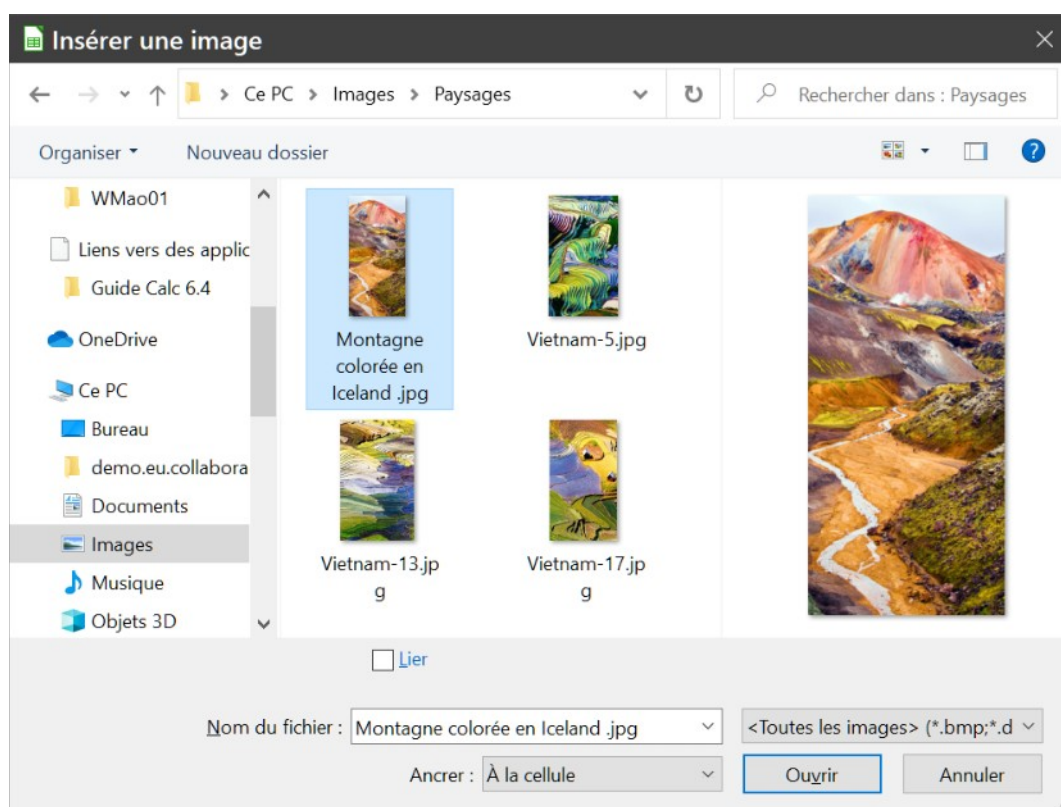 Insérer une image
Ce PC > Images > Paysages
Rechercher dans : Paysages
Organiser
Nouveau dossier
WMao01
Liens vers des applic
Guide Calc 6.4
OneDrive
Ce PC
Bureau
demo.eu.collabora
Documents
Images
Musique
Objets 3D
Montagne
colorée en
Iceland .jpg
Vietnam-5.jpg
Vietnam-13.jp
g
Vietnam-17.jp
g
Lier
Nom du fichier : Montagne colorée en Iceland .jpg
<Toutes les images> (*.bmp;*.d
Ancrer : À la cellule
Ouvrir
Annuler